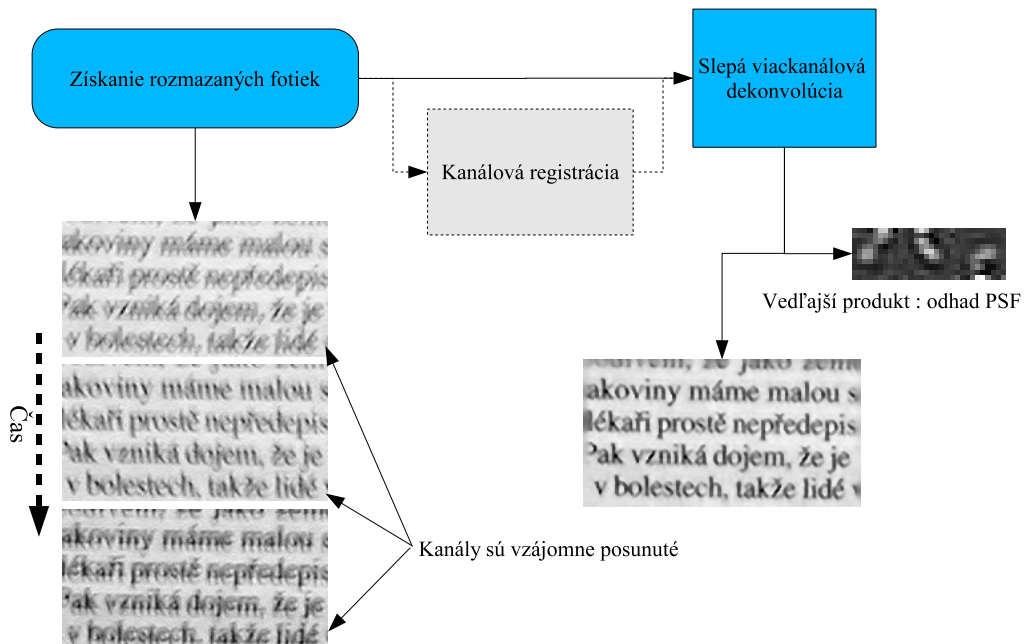 Získanie rozmazaných fotiek
Slepá viackanálová
dekonvolúcia
Kanálová registrácia
Vedľajší produkt : odhad PSF
Čas
akoviny máme malou s
lékaři prostě nepředepis
Pak vzniká dojem, že je
v bolestech, takže lidé
akoviny máme malou s
lékaři prostě nepředepis
Pak vzniká dojem, že je
v bolestech, takže lidé v
akoviny máme malou s
lékaři prostě nepředepis
Pak vzniká dojem, že je
v bolestech, takže lidé
Kanály sú vzájomne posunuté
akoviny máme malou s
lékaři prostě nepředepis
Pak vzniká dojem, že je
v bolestech, takže lidé v